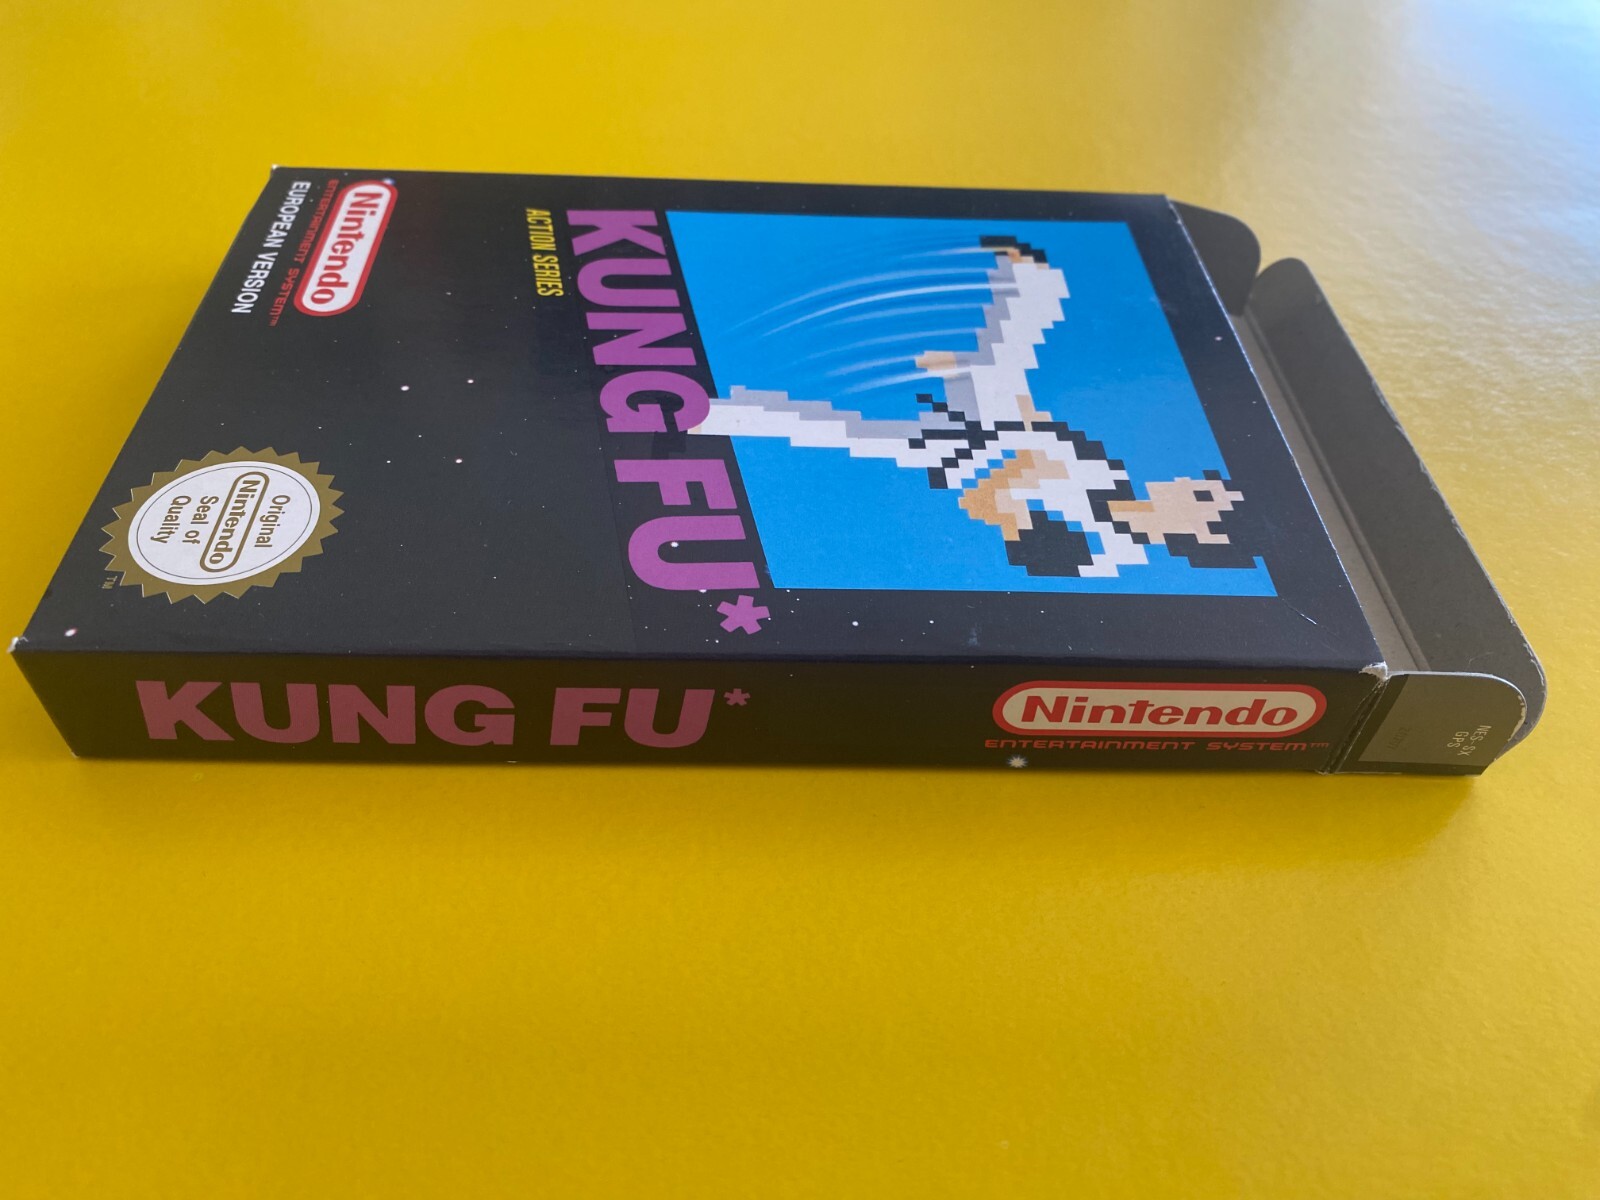 KUNG FU*
ACTION SERIES
Nintendo
ENTERTAINMENT SYSTEM™
EUROPEAN VERSION
Original
Nintendo
Seal of
Quality
TM
KUNG FU*
Nintendo
ENTERTAINMENT SYSTEM™
NES-SX
GPS